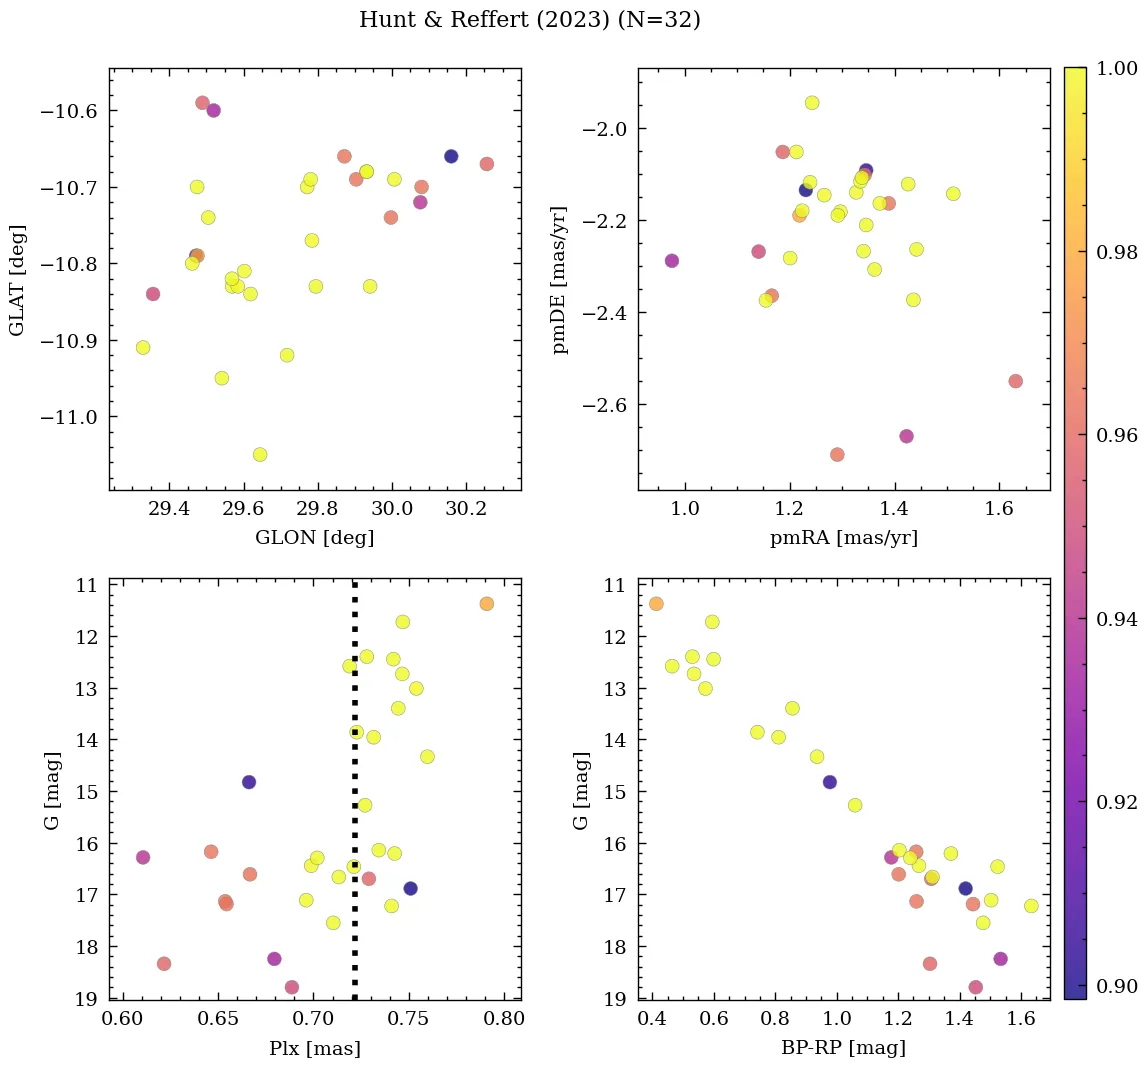 Hunt & Reffert (2023) (N=32)
−10.6
−10.7
−10.8
−10.9
−11.0
GLAT [deg]
29.4 29.6 29.8 30.0 30.2
GLON [deg]
−2.0
−2.2
−2.4
−2.6
pmDE [mas/yr]
1.0 1.2 1.4 1.6
pmRA [mas/yr]
11
12
13
14
15
16
17
18
19
G [mag]
0.60 0.65 0.70 0.75 0.80
Plx [mas]
11
12
13
14
15
16
17
18
19
G [mag]
0.4 0.6 0.8 1.0 1.2 1.4 1.6
BP-RP [mag]
1.00
0.98
0.96
0.94
0.92
0.90